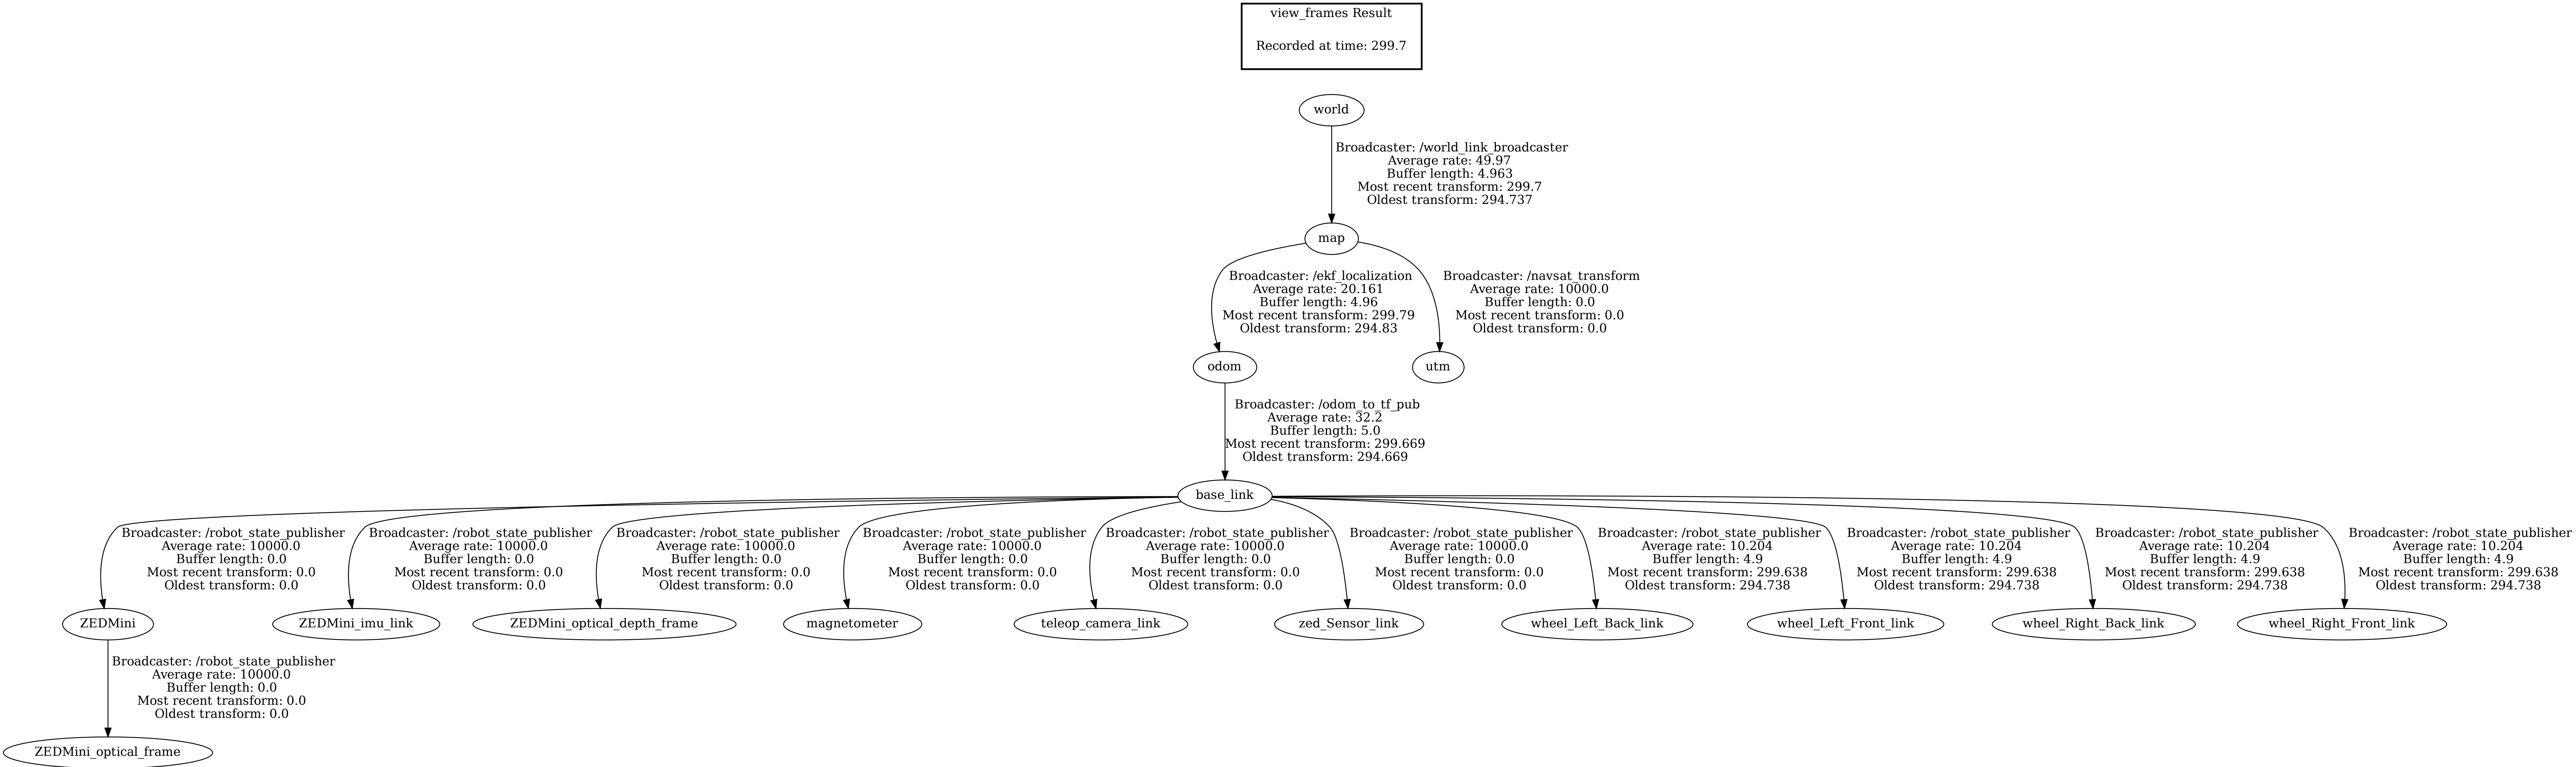 view_frames Result
Recorded at time: 299.7
world
Broadcaster: /world_link_broadcaster
Average rate: 49.97
Buffer length: 4.963
Most recent transform: 299.7
Oldest transform: 294.737
map
Broadcaster: /ekf_localization
Average rate: 20.161
Buffer length: 4.96
Most recent transform: 299.79
Oldest transform: 294.83
Broadcaster: /navsat_transform
Average rate: 10000.0
Buffer length: 0.0
Most recent transform: 0.0
Oldest transform: 0.0
odom
utm
Broadcaster: /odom_to_tf_pub
Average rate: 32.2
Buffer length: 5.0
Most recent transform: 299.669
Oldest transform: 294.669
base_link
Broadcaster: /robot_state_publisher
Average rate: 10000.0
Buffer length: 0.0
Most recent transform: 0.0
Oldest transform: 0.0
Broadcaster: /robot_state_publisher
Average rate: 10000.0
Buffer length: 0.0
Most recent transform: 0.0
Oldest transform: 0.0
Broadcaster: /robot_state_publisher
Average rate: 10000.0
Buffer length: 0.0
Most recent transform: 0.0
Oldest transform: 0.0
Broadcaster: /robot_state_publisher
Average rate: 10000.0
Buffer length: 0.0
Most recent transform: 0.0
Oldest transform: 0.0
Broadcaster: /robot_state_publisher
Average rate: 10000.0
Buffer length: 0.0
Most recent transform: 0.0
Oldest transform: 0.0
Broadcaster: /robot_state_publisher
Average rate: 10000.0
Buffer length: 0.0
Most recent transform: 0.0
Oldest transform: 0.0
Broadcaster: /robot_state_publisher
Average rate: 10.204
Buffer length: 4.9
Most recent transform: 299.638
Oldest transform: 294.738
Broadcaster: /robot_state_publisher
Average rate: 10.204
Buffer length: 4.9
Most recent transform: 299.638
Oldest transform: 294.738
Broadcaster: /robot_state_publisher
Average rate: 10.204
Buffer length: 4.9
Most recent transform: 299.638
Oldest transform: 294.738
Broadcaster: /robot_state_publisher
Average rate: 10.204
Buffer length: 4.9
Most recent transform: 299.638
Oldest transform: 294.738
ZEDMini
ZEDMini_imu_link
ZEDMini_optical_depth_frame
magnetometer
teleop_camera_link
zed_Sensor_link
wheel_Left_Back_link
wheel_Left_Front_link
wheel_Right_Back_link
wheel_Right_Front_link
Broadcaster: /robot_state_publisher
Average rate: 10000.0
Buffer length: 0.0
Most recent transform: 0.0
Oldest transform: 0.0
ZEDMini_optical_frame